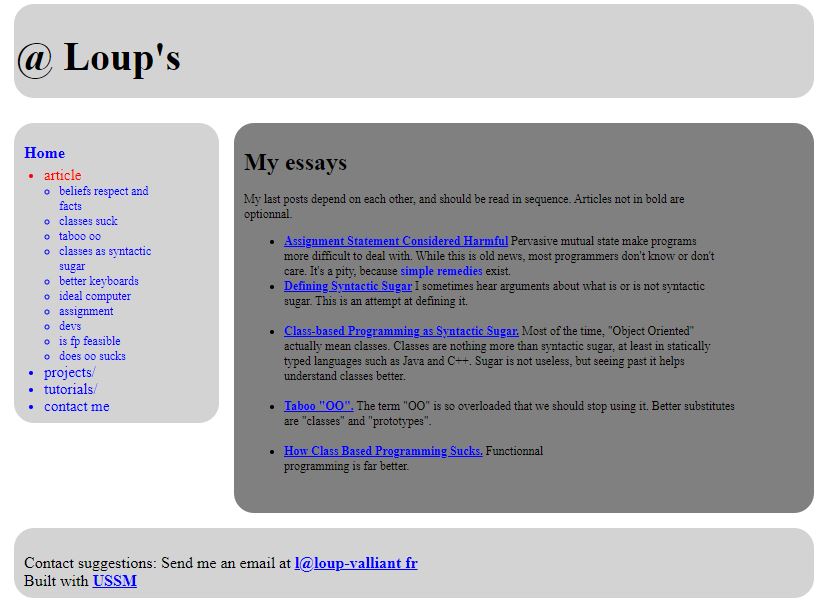 @ Loup's
Home
article
beliefs respect and
facts
classes suck
taboo oo
classes as syntactic
sugar
better keyboards
ideal computer
assignment
devs
is fp feasible
does oo sucks
projects/
tutorials/
contact me
My essays
My last posts depend on each other, and should be read in sequence. Articles not in bold are
optionnal.
Assignment Statement Considered Harmful Pervasive mutual state make programs
more difficult to deal with. While this is old news, most programmers don't know or don't
care. It's a pity, because simple remedies exist.
Defining Syntactic Sugar I sometimes hear arguments about what is or is not syntactic
sugar. This is an attempt at defining it.
Class-based Programming as Syntactic Sugar. Most of the time, "Object Oriented"
actually mean classes. Classes are nothing more than syntactic sugar, at least in statically
typed languages such as Java and C++. Sugar is not useless, but seeing past it helps
understand classes better.
Taboo "OO". The term "OO" is so overloaded that we should stop using it. Better substitutes
are "classes" and "prototypes".
How Class Based Programming Sucks. Functionnal
programming is far better.
Contact suggestions: Send me an email at l@loup-valliant fr
Built with USSM